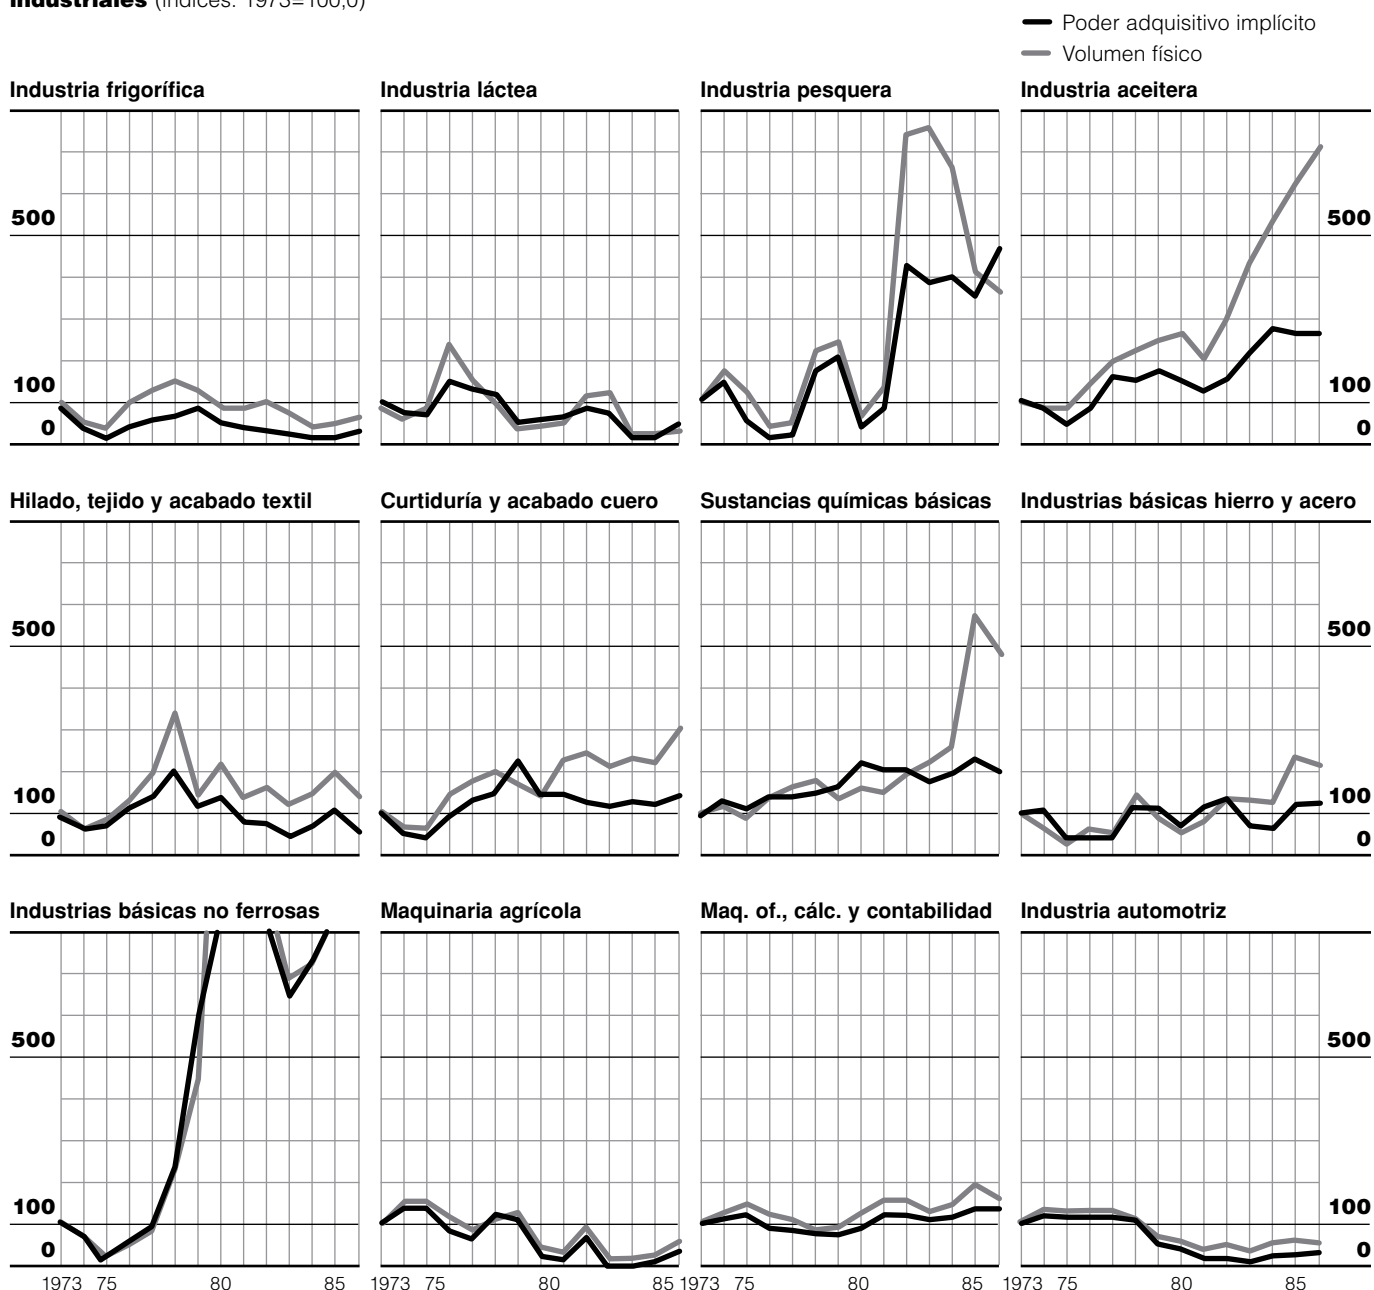 Industriales (índices: 1973=100,0)
Poder adquisitivo implícito
Volumen físico
Industria frigorífica
Industria láctea
Industria pesquera
Industria aceitera
500
500
100
100
0
0
Hilado, tejido y acabado textil
Curtiduría y acabado cuero
Sustancias químicas básicas
Industrias básicas hierro y acero
500
500
100
100
0
0
Industrias básicas no ferrosas
Maquinaria agrícola
Maq. of., cálc. y contabilidad
Industria automotriz
500
500
100
100
0
0
1973 75 80 85
1973 75 80 85
1973 75 80 85
1973 75 80 85